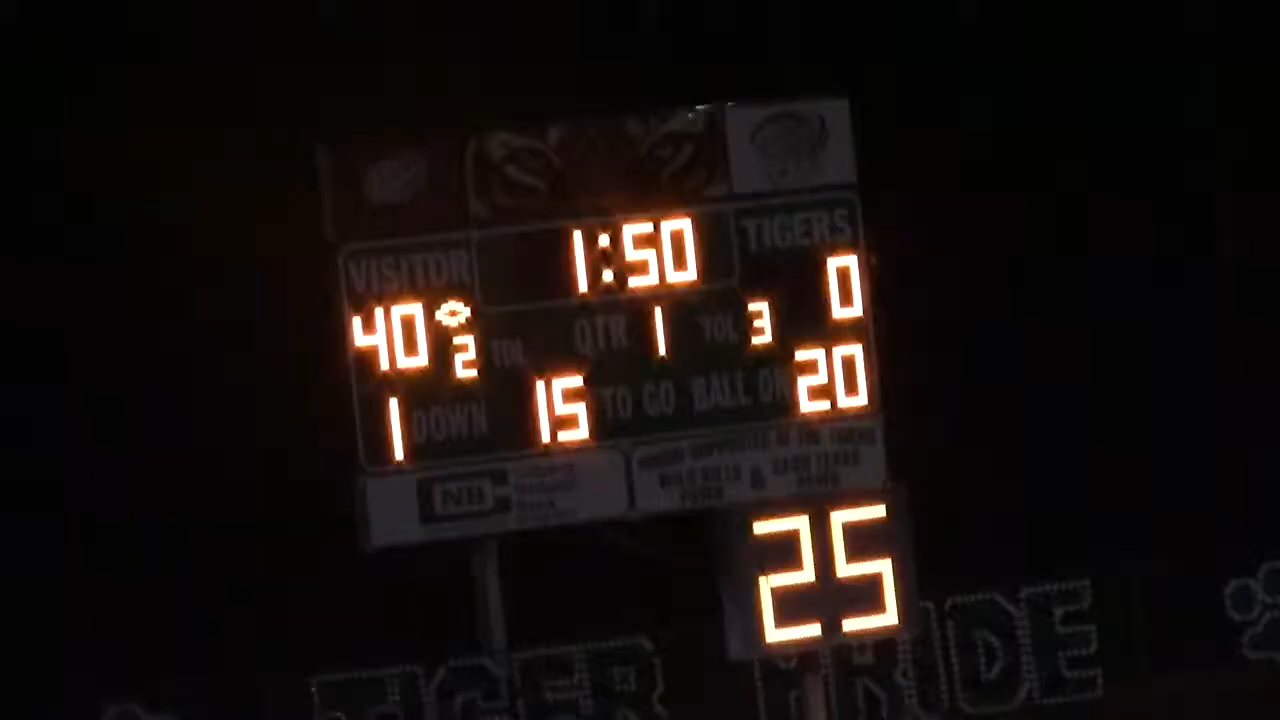 1:50
VISITOR TIGERS
40 0
2 TOL QTR 1 TOL 3
1 DOWN 15 TO GO BALL ON 20
NB
&
25
TIGER PRIDE